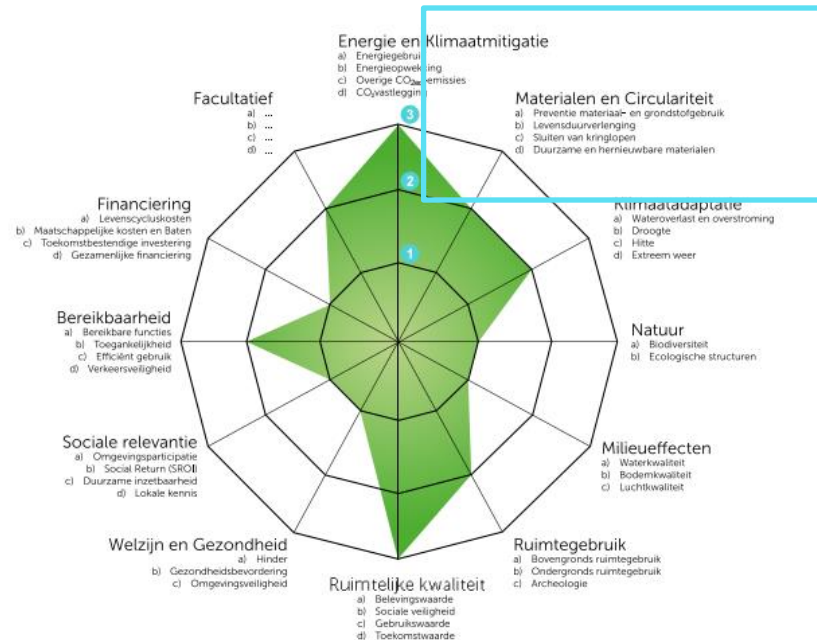 Energie en Klimaatmitigatie
a) Energiegebruik
b) Energieopwekking
c) Overige CO₂ emissies
d) CO₂vastlegging
Materialen en Circulariteit
a) Preventie materiaal- en grondstofgebruik
b) Levensduurverlenging
c) Sluiten van kringlopen
d) Duurzame en hernieuwbare materialen
Klimaatadaptatie
a) Wateroverlast en overstroming
b) Droogte
c) Hitte
d) Extreem weer
Natuur
a) Biodiversiteit
b) Ecologische structuren
Milieueffecten
a) Waterkwaliteit
b) Bodemkwaliteit
c) Luchtkwaliteit
Ruimtegebruik
a) Bovengronds ruimtegebruik
b) Ondergronds ruimtegebruik
c) Archeologie
Ruimtelijke kwaliteit
a) Belevingswaarde
b) Sociale veiligheid
c) Gebruikswaarde
d) Toekomstwaarde
Welzijn en Gezondheid
a) Hinder
b) Gezondheidsbevordering
c) Omgevingsveiligheid
Sociale relevantie
a) Omgevingsparticipatie
b) Social Return (SROI)
c) Duurzame inzetbaarheid
d) Lokale kennis
Bereikbaarheid
a) Bereikbare functies
b) Toegankelijkheid
c) Efficiënt gebruik
d) Verkeersveiligheid
Financiering
a) Levenscycluskosten
b) Maatschappelijke kosten en Baten
c) Toekomstbestendige investering
d) Gezamenlijke financiering
Facultatief
a) ...
b) ...
c) ...
d) ...
3
2
1